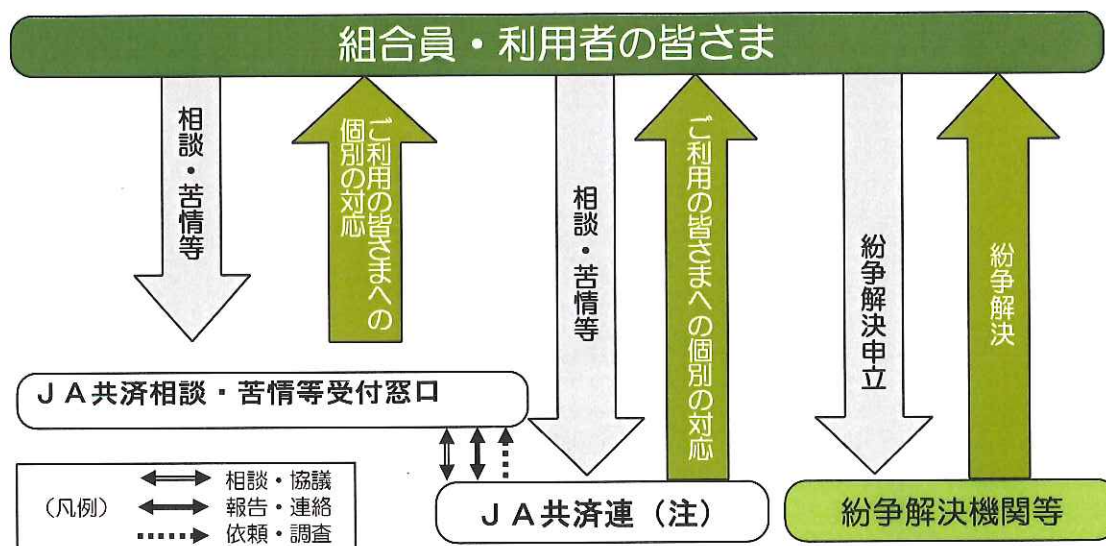 組合員・利用者の皆さま
相談・苦情等
ご利用の皆さまへの
個別の対応
相談・苦情等
ご利用の皆さまへの個別の対応
紛争解決申立
紛争解決
JA共済相談・苦情等受付窓口
(凡例)
相談・協議
報告・連絡
依頼・調査
JA共済連(注)
紛争解決機関等